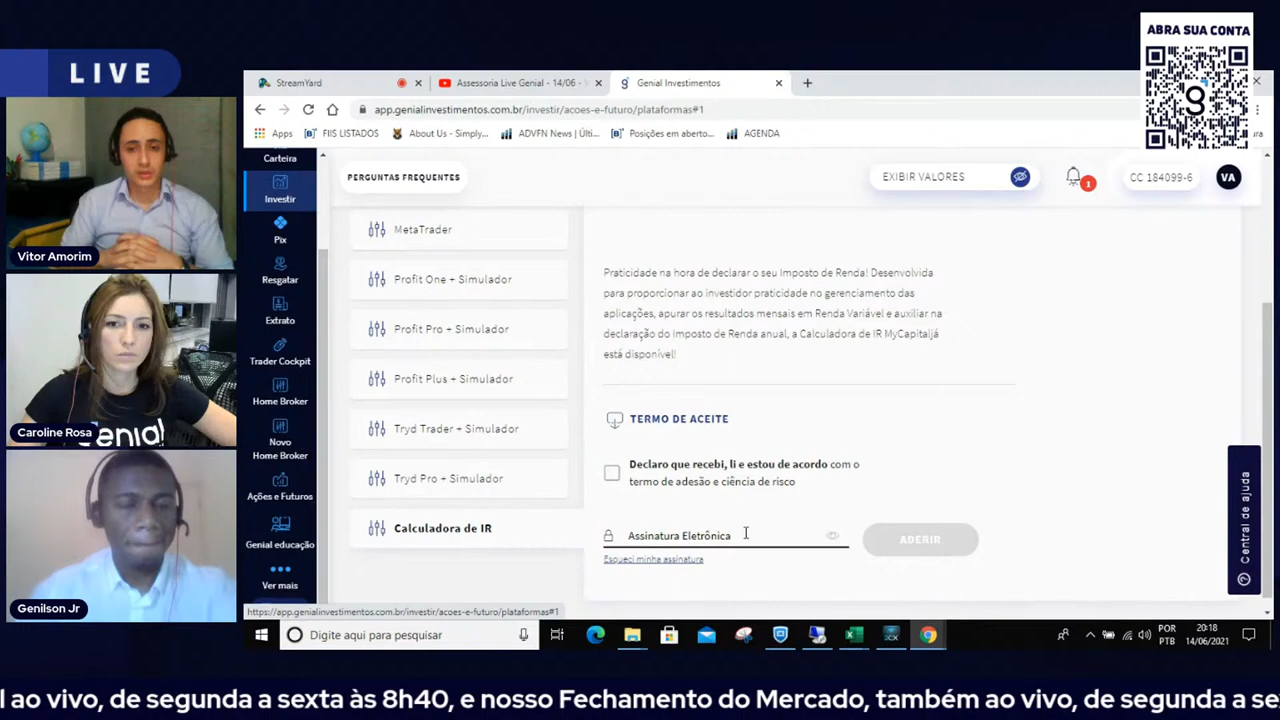 LIVE
ABRA SUA CONTA
StreamYard
Assessoria Live Genial - 14/06 -
Genial Investimentos
app.genialinvestimentos.com.br/investir/acoes-e-futuro/plataformas#1
Apps
FIIS LISTADOS
About Us - Simply...
ADVFN News | Últi...
Posições em aberto...
AGENDA
Carteira
Investir
Pix
Resgatar
Extrato
Trader Cockpit
Home Broker
Novo
Home Broker
Ações e Futuros
Genial educação
Ver mais
PERGUNTAS FREQUENTES
EXIBIR VALORES
1
CC 184099-6
VA
MetaTrader
Profit One + Simulador
Profit Pro + Simulador
Profit Plus + Simulador
Tryd Trader + Simulador
Tryd Pro + Simulador
Calculadora de IR
Praticidade na hora de declarar o seu Imposto de Renda! Desenvolvida
para proporcionar ao investidor praticidade no gerenciamento das
aplicações, apurar os resultados mensais em Renda Variável e auxiliar na
declaração do Imposto de Renda anual, a Calculadora de IR MyCapitaljá
está disponível!
TERMO DE ACEITE
Declaro que recebi, li e estou de acordo com o
termo de adesão e ciência de risco
Assinatura Eletrônica
ADERIR
Esqueci minha assinatura
Central de ajuda
https://app.genialinvestimentos.com.br/investir/acoes-e-futuro/plataformas#1
Digite aqui para pesquisar
POR
PTB
20:18
14/06/2021
Vitor Amorim
Caroline Rosa
genial!
Genilson Jr
l ao vivo, de segunda a sexta às 8h40, e nosso Fechamento do Mercado, também ao vivo, de segunda a se